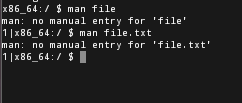 x86_64:/ $ man file
man: no manual entry for 'file'
1|x86_64:/ $ man file.txt
man: no manual entry for 'file.txt'
1|x86_64:/ $